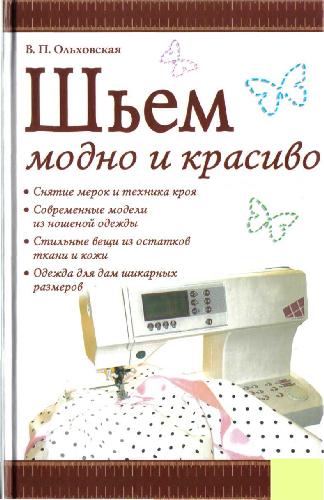 В. П. Ольховская
Шьем
модно и красиво
• Снятие мерок и техника кроя
• Современные модели
из ношеной одежды
• Стильные вещи из остатков
ткани и кожи
• Одежда для дам шикарных
размеров